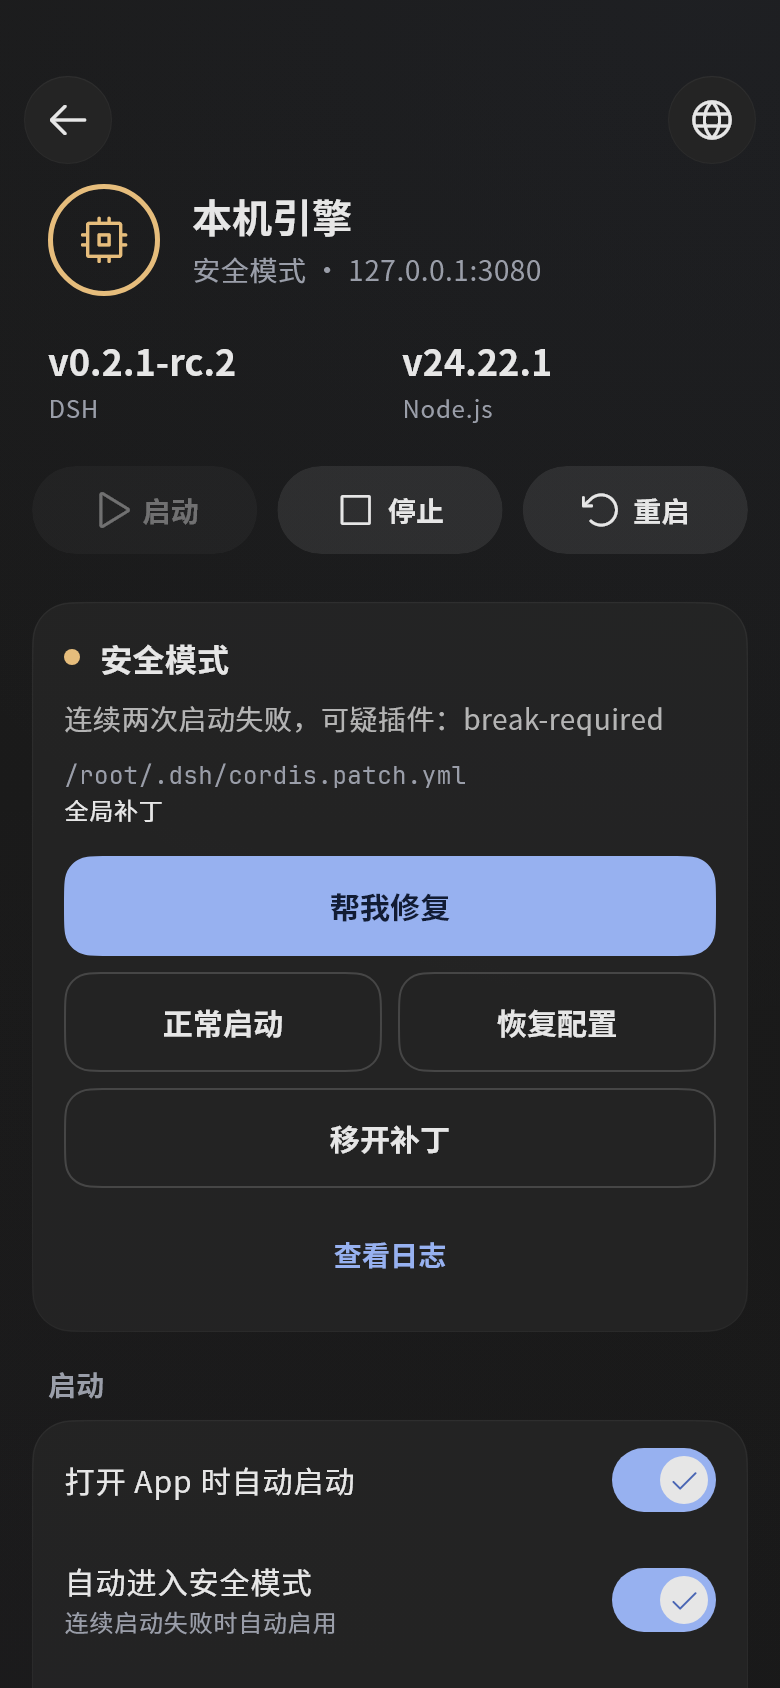 本机引擎
安全模式 · 127.0.0.1:3080
v0.2.1-rc.2
DSH
v24.22.1
Node.js
启动
停止
重启
安全模式
连续两次启动失败，可疑插件：break-required
/root/.dsh/cordis.patch.yml
全局补丁
帮我修复
正常启动
恢复配置
移开补丁
查看日志
启动
打开 App 时自动启动
自动进入安全模式
连续启动失败时自动启用